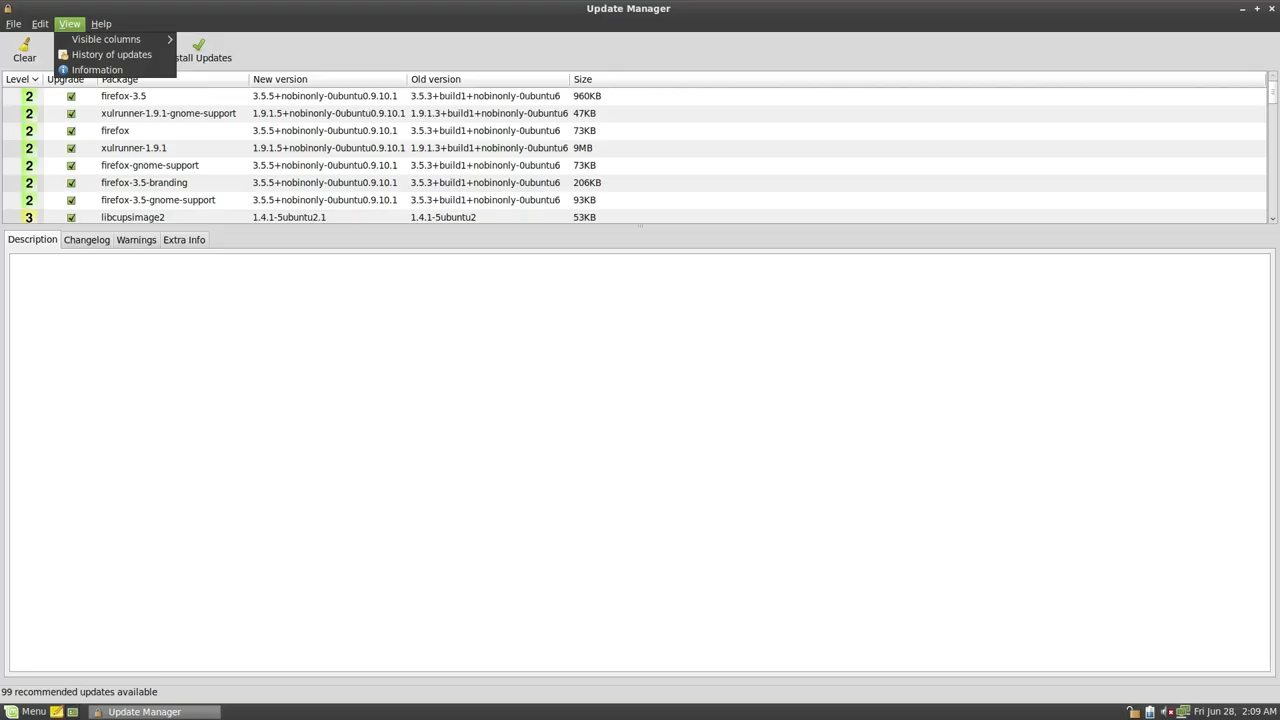 Update Manager
File Edit View Help
Visible columns
History of updates
Information
Clear
stall Updates
Level Upgrade Package New version Old version Size
2 firefox-3.5 3.5.5+nobinonly-0ubuntu0.9.10.1 3.5.3+build1+nobinonly-0ubuntu6 960KB
2 xulrunner-1.9.1-gnome-support 1.9.1.5+nobinonly-0ubuntu0.9.10.1 1.9.1.3+build1+nobinonly-0ubuntu6 47KB
2 firefox 3.5.5+nobinonly-0ubuntu0.9.10.1 3.5.3+build1+nobinonly-0ubuntu6 73KB
2 xulrunner-1.9.1 1.9.1.5+nobinonly-0ubuntu0.9.10.1 1.9.1.3+build1+nobinonly-0ubuntu6 9MB
2 firefox-gnome-support 3.5.5+nobinonly-0ubuntu0.9.10.1 3.5.3+build1+nobinonly-0ubuntu6 73KB
2 firefox-3.5-branding 3.5.5+nobinonly-0ubuntu0.9.10.1 3.5.3+build1+nobinonly-0ubuntu6 206KB
2 firefox-3.5-gnome-support 3.5.5+nobinonly-0ubuntu0.9.10.1 3.5.3+build1+nobinonly-0ubuntu6 93KB
3 libcupsimage2 1.4.1-5ubuntu2.1 1.4.1-5ubuntu2 53KB
Description Changelog Warnings Extra Info
99 recommended updates available
Menu Update Manager Fri Jun 28, 2:09 AM